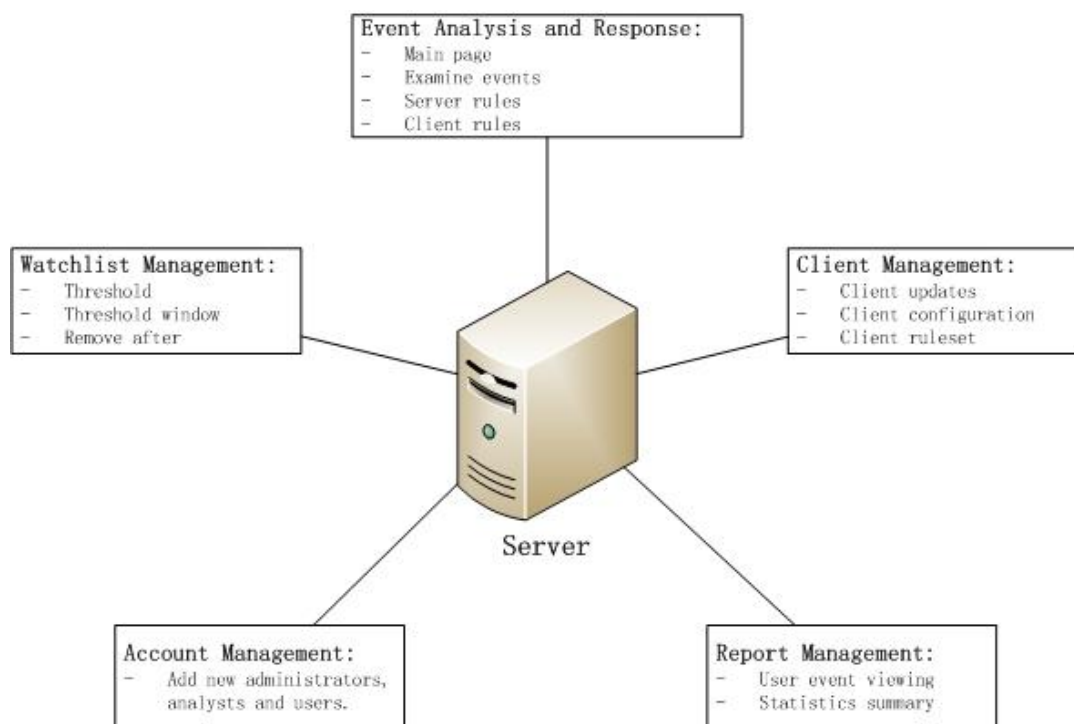 Event Analysis and Response:
- Main page
- Examine events
- Server rules
- Client rules
Watchlist Management:
- Threshold
- Threshold window
- Remove after
Client Management:
- Client updates
- Client configuration
- Client ruleset
Server
Account Management:
- Add new administrators,
analysts and users.
Report Management:
- User event viewing
- Statistics summary